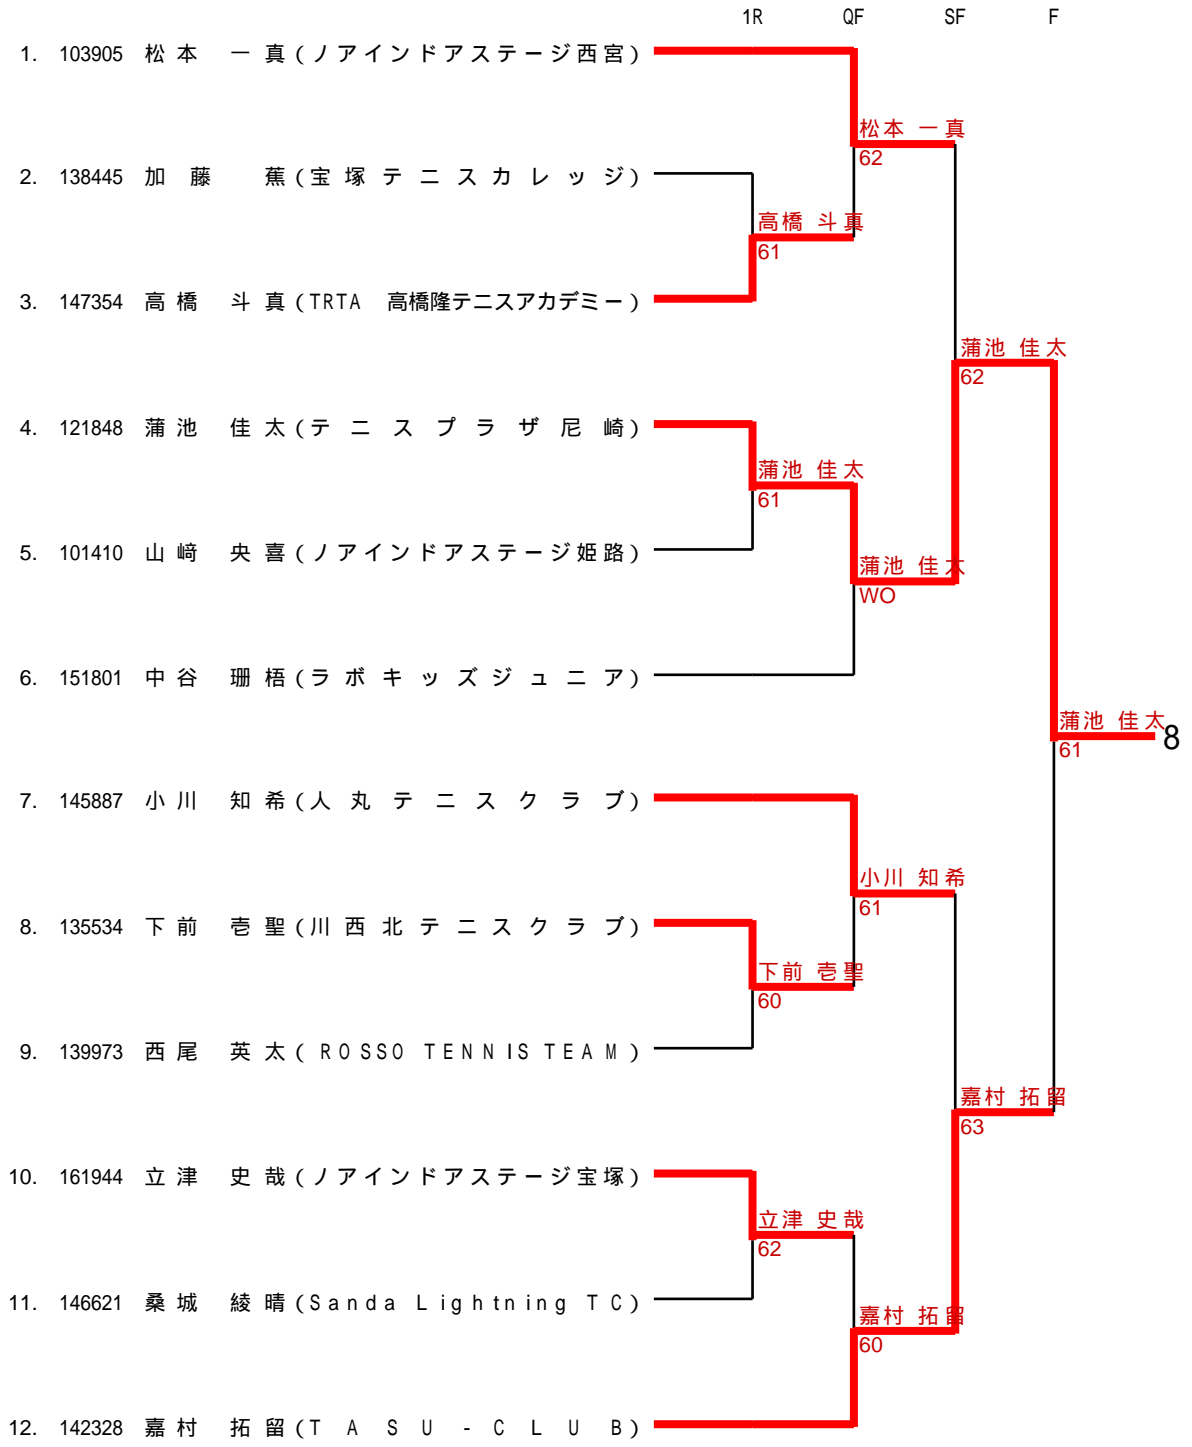 1R QF SF F
1. 103905 松本 一真(ノアインドアステージ西宮)
松本 一真
62
2. 138445 加藤 蕉(宝塚テニスカレッジ)
高橋 斗真
61
3. 147354 高橋 斗真(TRTA 高橋隆テニスアカデミー)
蒲池 佳太
62
4. 121848 蒲池 佳太(テニスプラザ尼崎)
蒲池 佳太
61
5. 101410 山﨑 央喜(ノアインドアステージ姫路)
蒲池 佳太
WO
6. 151801 中谷 珊梧(ラボキッズジュニア)
蒲池 佳太
61
8
7. 145887 小川 知希(人丸テニスクラブ)
小川 知希
61
8. 135534 下前 壱聖(川西北テニスクラブ)
下前 壱聖
60
9. 139973 西尾 英太(ROSSO TENNIS TEAM)
嘉村 拓留
63
10. 161944 立津 史哉(ノアインドアステージ宝塚)
立津 史哉
62
11. 146621 桑城 綾晴(Sanda Lightning TC)
嘉村 拓留
60
12. 142328 嘉村 拓留(TASU-CLUB)